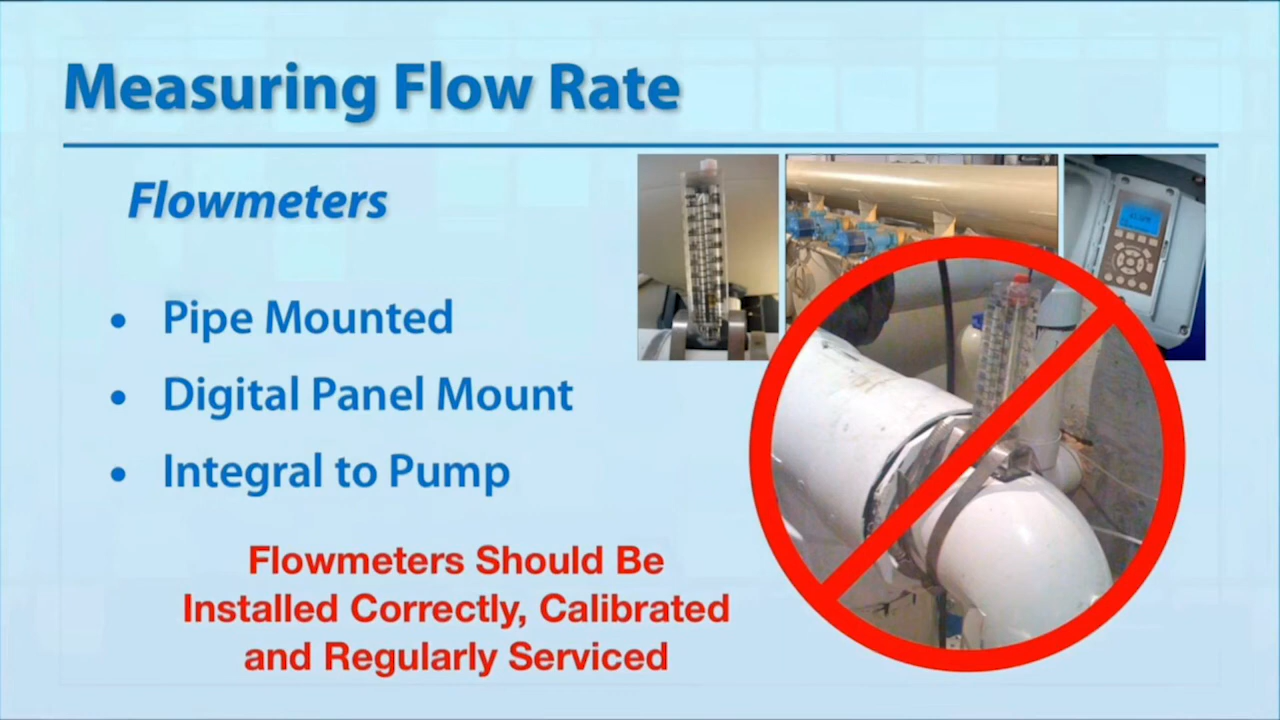 Measuring Flow Rate
Flowmeters
• Pipe Mounted
• Digital Panel Mount
• Integral to Pump
Flowmeters Should Be
Installed Correctly, Calibrated
and Regularly Serviced